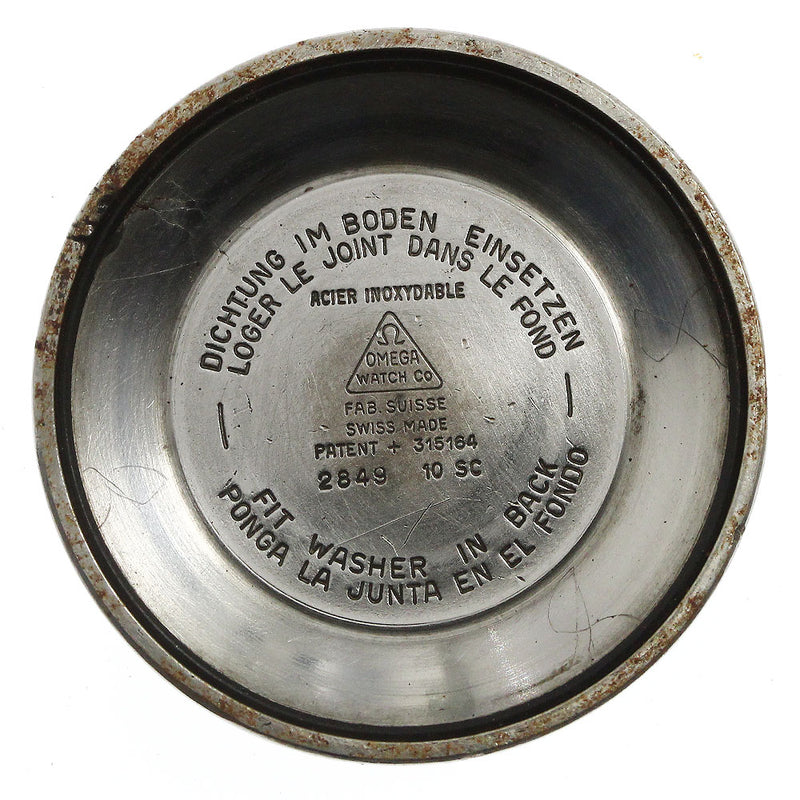 DICHTUNG IM BODEN EINSETZEN
LOGER LE JOINT DANS LE FOND
ACIER INOXYDABLE
Ω
OMEGA
WATCH Co
FAB. SUISSE
SWISS MADE
PATENT + 315184
2849 10 SC
FIT WASHER IN BACK
PONGA LA JUNTA EN EL FONDO